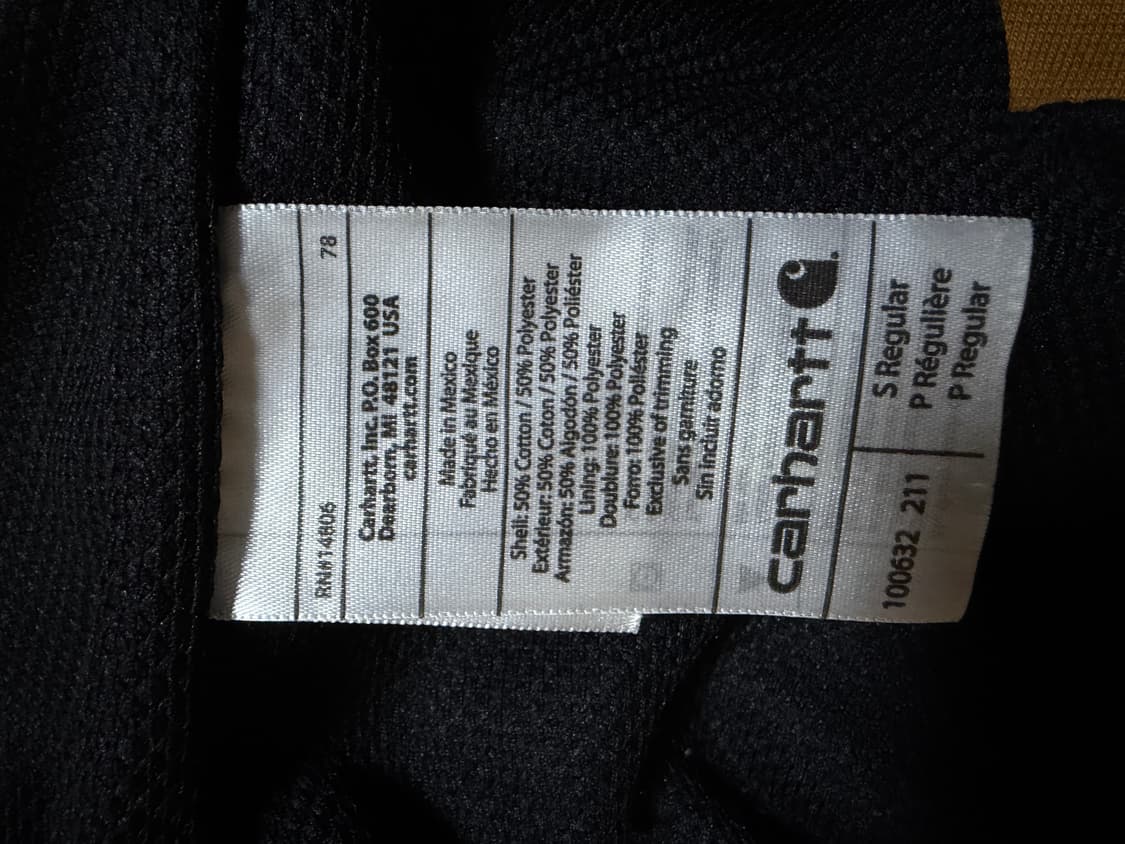 RN#14806 78
Carhartt, Inc. P.O. Box 600
Dearborn, MI 48121 USA
carhartt.com
Made in Mexico
Fabriqué au Mexique
Hecho en México
Shell: 50% Cotton / 50% Polyester
Extérieur: 50% Coton / 50% Polyester
Armazón: 50% Algodón / 50% Poliéster
Lining: 100% Polyester
Doublure: 100% Polyester
Forro: 100% Poliéster
Exclusive of trimming
Sans garniture
Sin incluir adorno
carhartt
100632 211
S Regular
P Régulière
P Regular